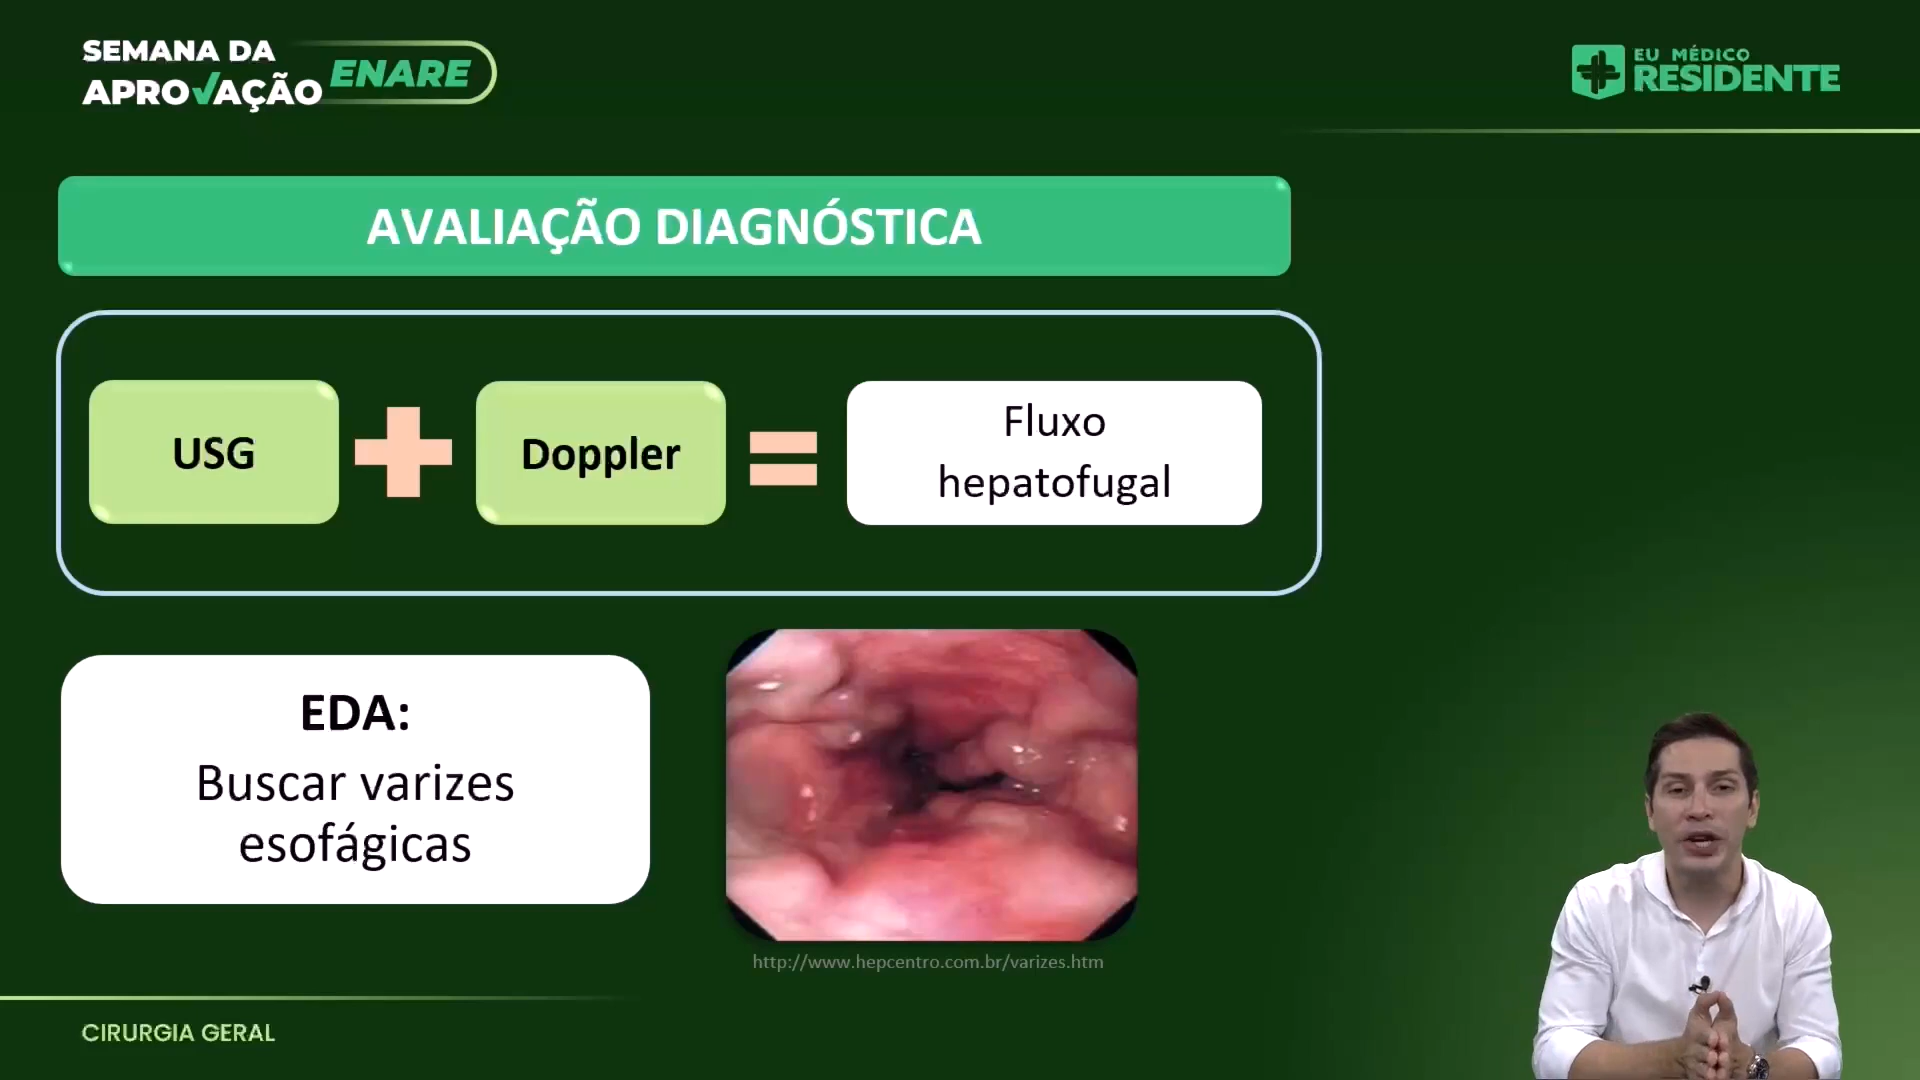 SEMANA DA
APROVAÇÃO ENARE
EU MÉDICO
RESIDENTE
AVALIAÇÃO DIAGNÓSTICA
USG
Doppler
Fluxo
hepatofugal
EDA:
Buscar varizes
esofágicas
http://www.hepcentro.com.br/varizes.htm
CIRURGIA GERAL